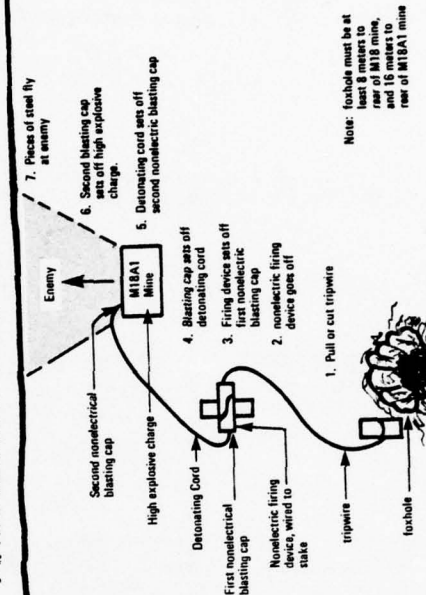 7. Pieces of steel fly
at enemy
Enemy
6. Second blasting cap
sets off high explosive
charge.
M18A1
Mine
5. Detonating cord sets off
second nonelectric blasting cap
Second nonelectrical
blasting cap
High explosive charge
4. Blasting cap sets off
detonating cord
Detonating Cord
3. Firing device sets off
first nonelectric
blasting cap
First nonelectrical
blasting cap
2. nonelectric firing
device goes off
Nonelectric firing
device, wired to
stake
1. Pull or cut tripwire
tripwire
foxhole
Note: foxhole must be at
least 8 meters to
rear of M18 mine,
and 16 meters to
rear of M18A1 mine